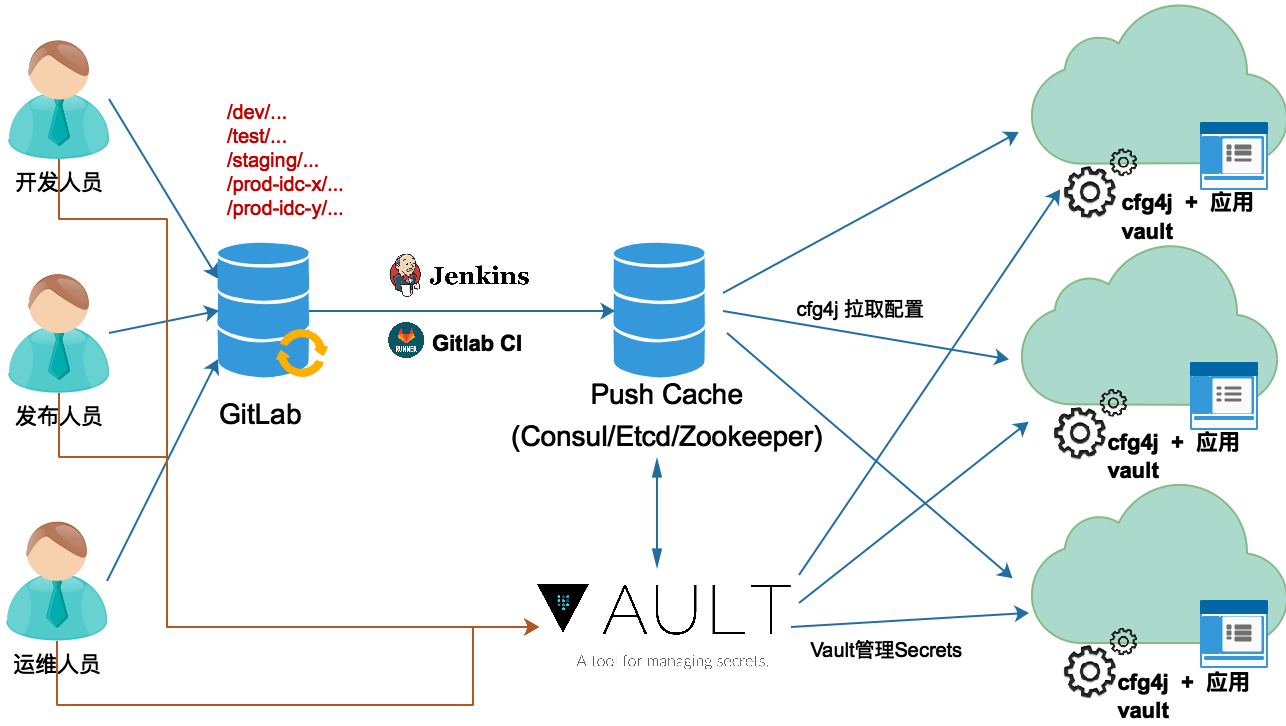 /dev/...
/test/...
/staging/...
/prod-idc-x/...
/prod-idc-y/...
开发人员
发布人员
运维人员
GitLab
Jenkins
RUNNER
Gitlab CI
Push Cache
(Consul/Etcd/Zookeeper)
cfg4j 拉取配置
VAULT
A tool for managing secrets.
Vault管理Secrets
cfg4j + 应用
vault
cfg4j + 应用
vault
cfg4j + 应用
vault